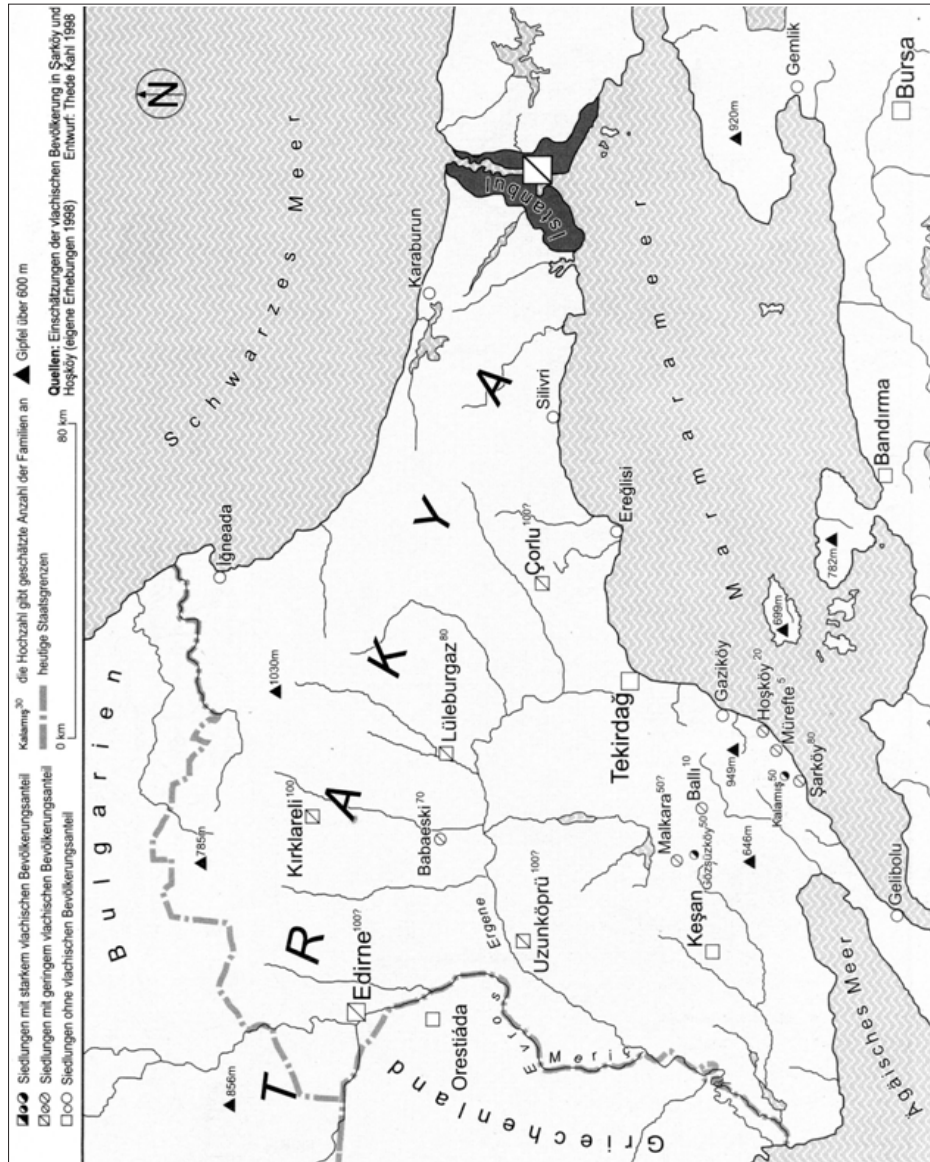 Siedlungen mit starkem vlachischen Bevölkerungsanteil
Siedlungen mit geringem vlachischen Bevölkerungsanteil
Siedlungen ohne vlachischen Bevölkerungsanteil
Kalamış³⁰ die Hochzahl gibt geschätzte Anzahl der Familien an
heutige Staatsgrenzen
Gipfel über 600 m
0 km 80 km
Quellen: Einschätzungen der vlachischen Bevölkerung in Şarköy und
Hoşköy (eigene Erhebungen 1998) Entwurf: Thede Kahl 1998
N
Bulgarien
Schwarzes Meer
856m
785m
İğneada
1030m
Karaburun
TRAKYA
Edirne¹⁰⁰?
Kırklareli¹⁰⁰
Orestiáda
Babaeski⁷⁰
Lüleburgaz⁸⁰
Istanbul
Griechenland
Evros
Meriç
Ergene
Uzunköprü¹⁰⁰?
Çorlu¹⁰⁰?
Silivri
Ereğlisi
Tekirdağ
Malkara⁵⁰?
Gözsüzköy⁵⁰
Ballı¹⁰
Keşan
646m
949m
Gaziköy
Hoşköy²⁰
Mürefte⁵
Kalamış⁵⁰
Şarköy⁸⁰
Marmarameer
699m
782m
920m
Gemlik
Gelibolu
Ägäisches Meer
Bandırma
Bursa